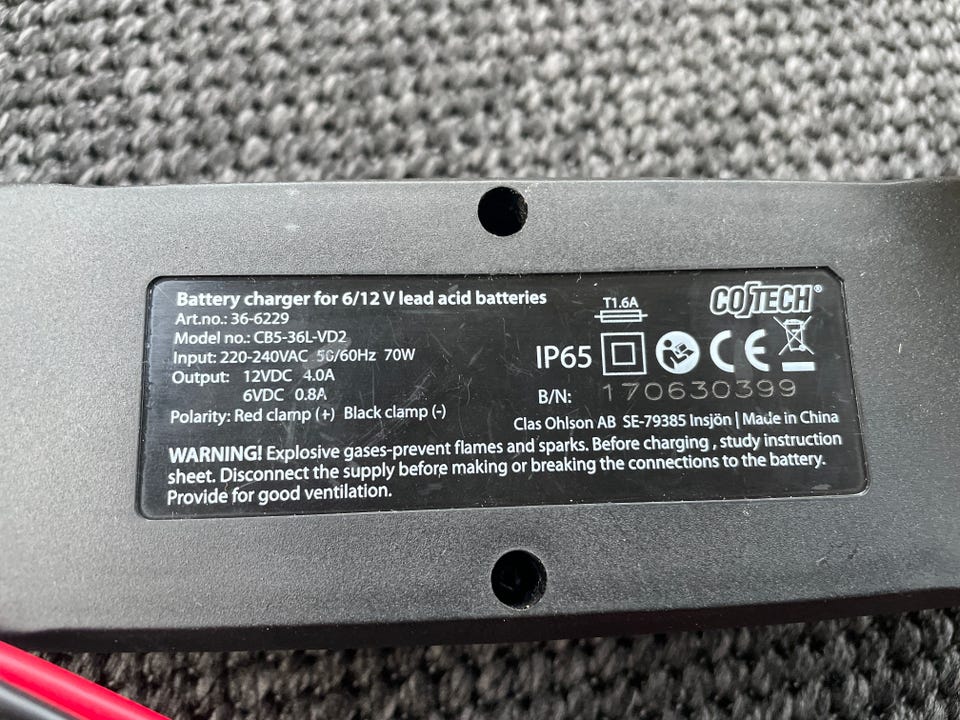 Battery charger for 6/12 V lead acid batteries
Art.no.: 36-6229
Model no.: CB5-36L-VD2
Input: 220-240VAC 50/60Hz 70W
Output: 12VDC 4.0A
6VDC 0.8A
Polarity: Red clamp (+) Black clamp (-)
T1.6A
COTECH®
IP65
B/N: 170630399
Clas Ohlson AB SE-79385 Insjön | Made in China
WARNING! Explosive gases-prevent flames and sparks. Before charging , study instruction
sheet. Disconnect the supply before making or breaking the connections to the battery.
Provide for good ventilation.